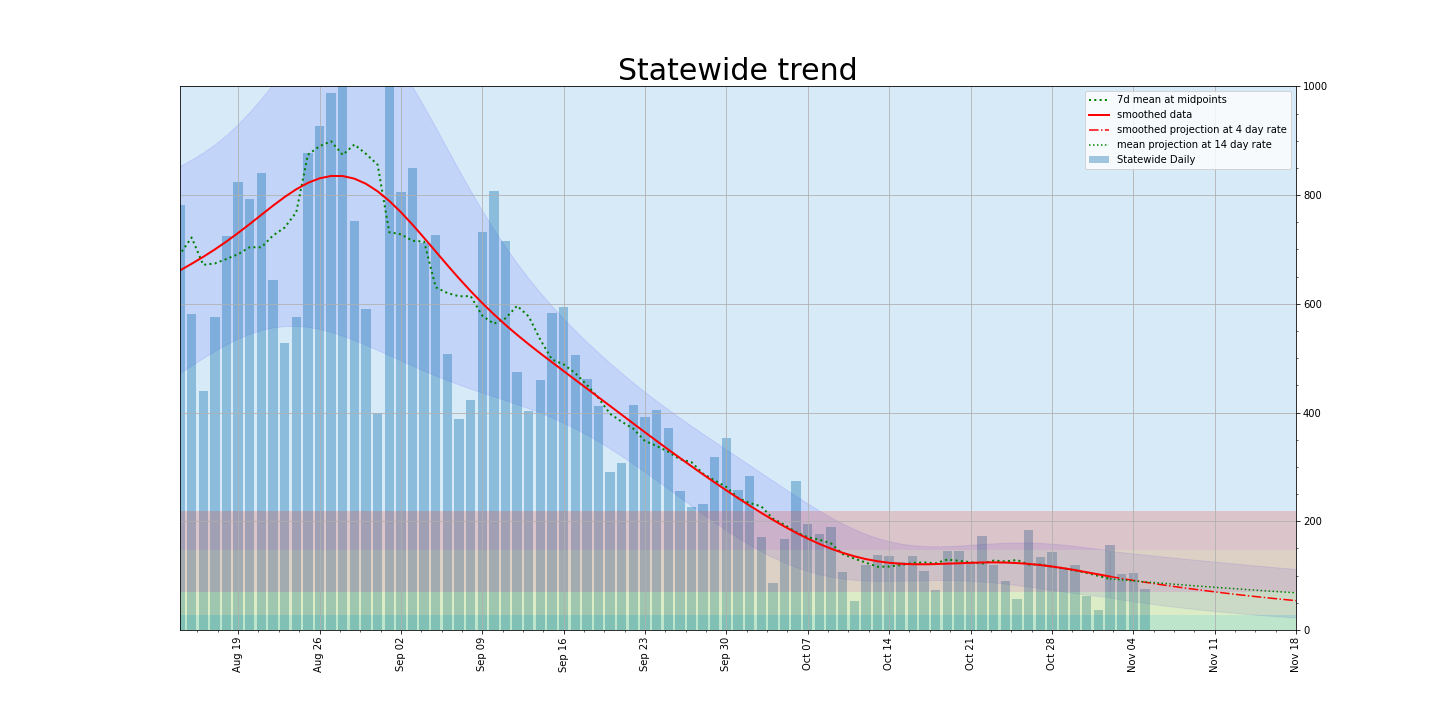 Statewide trend
7d mean at midpoints
smoothed data
smoothed projection at 4 day rate
mean projection at 14 day rate
Statewide Daily
1000
800
600
400
200
0
Aug 19
Aug 26
Sep 02
Sep 09
Sep 16
Sep 23
Sep 30
Oct 07
Oct 14
Oct 21
Oct 28
Nov 04
Nov 11
Nov 18